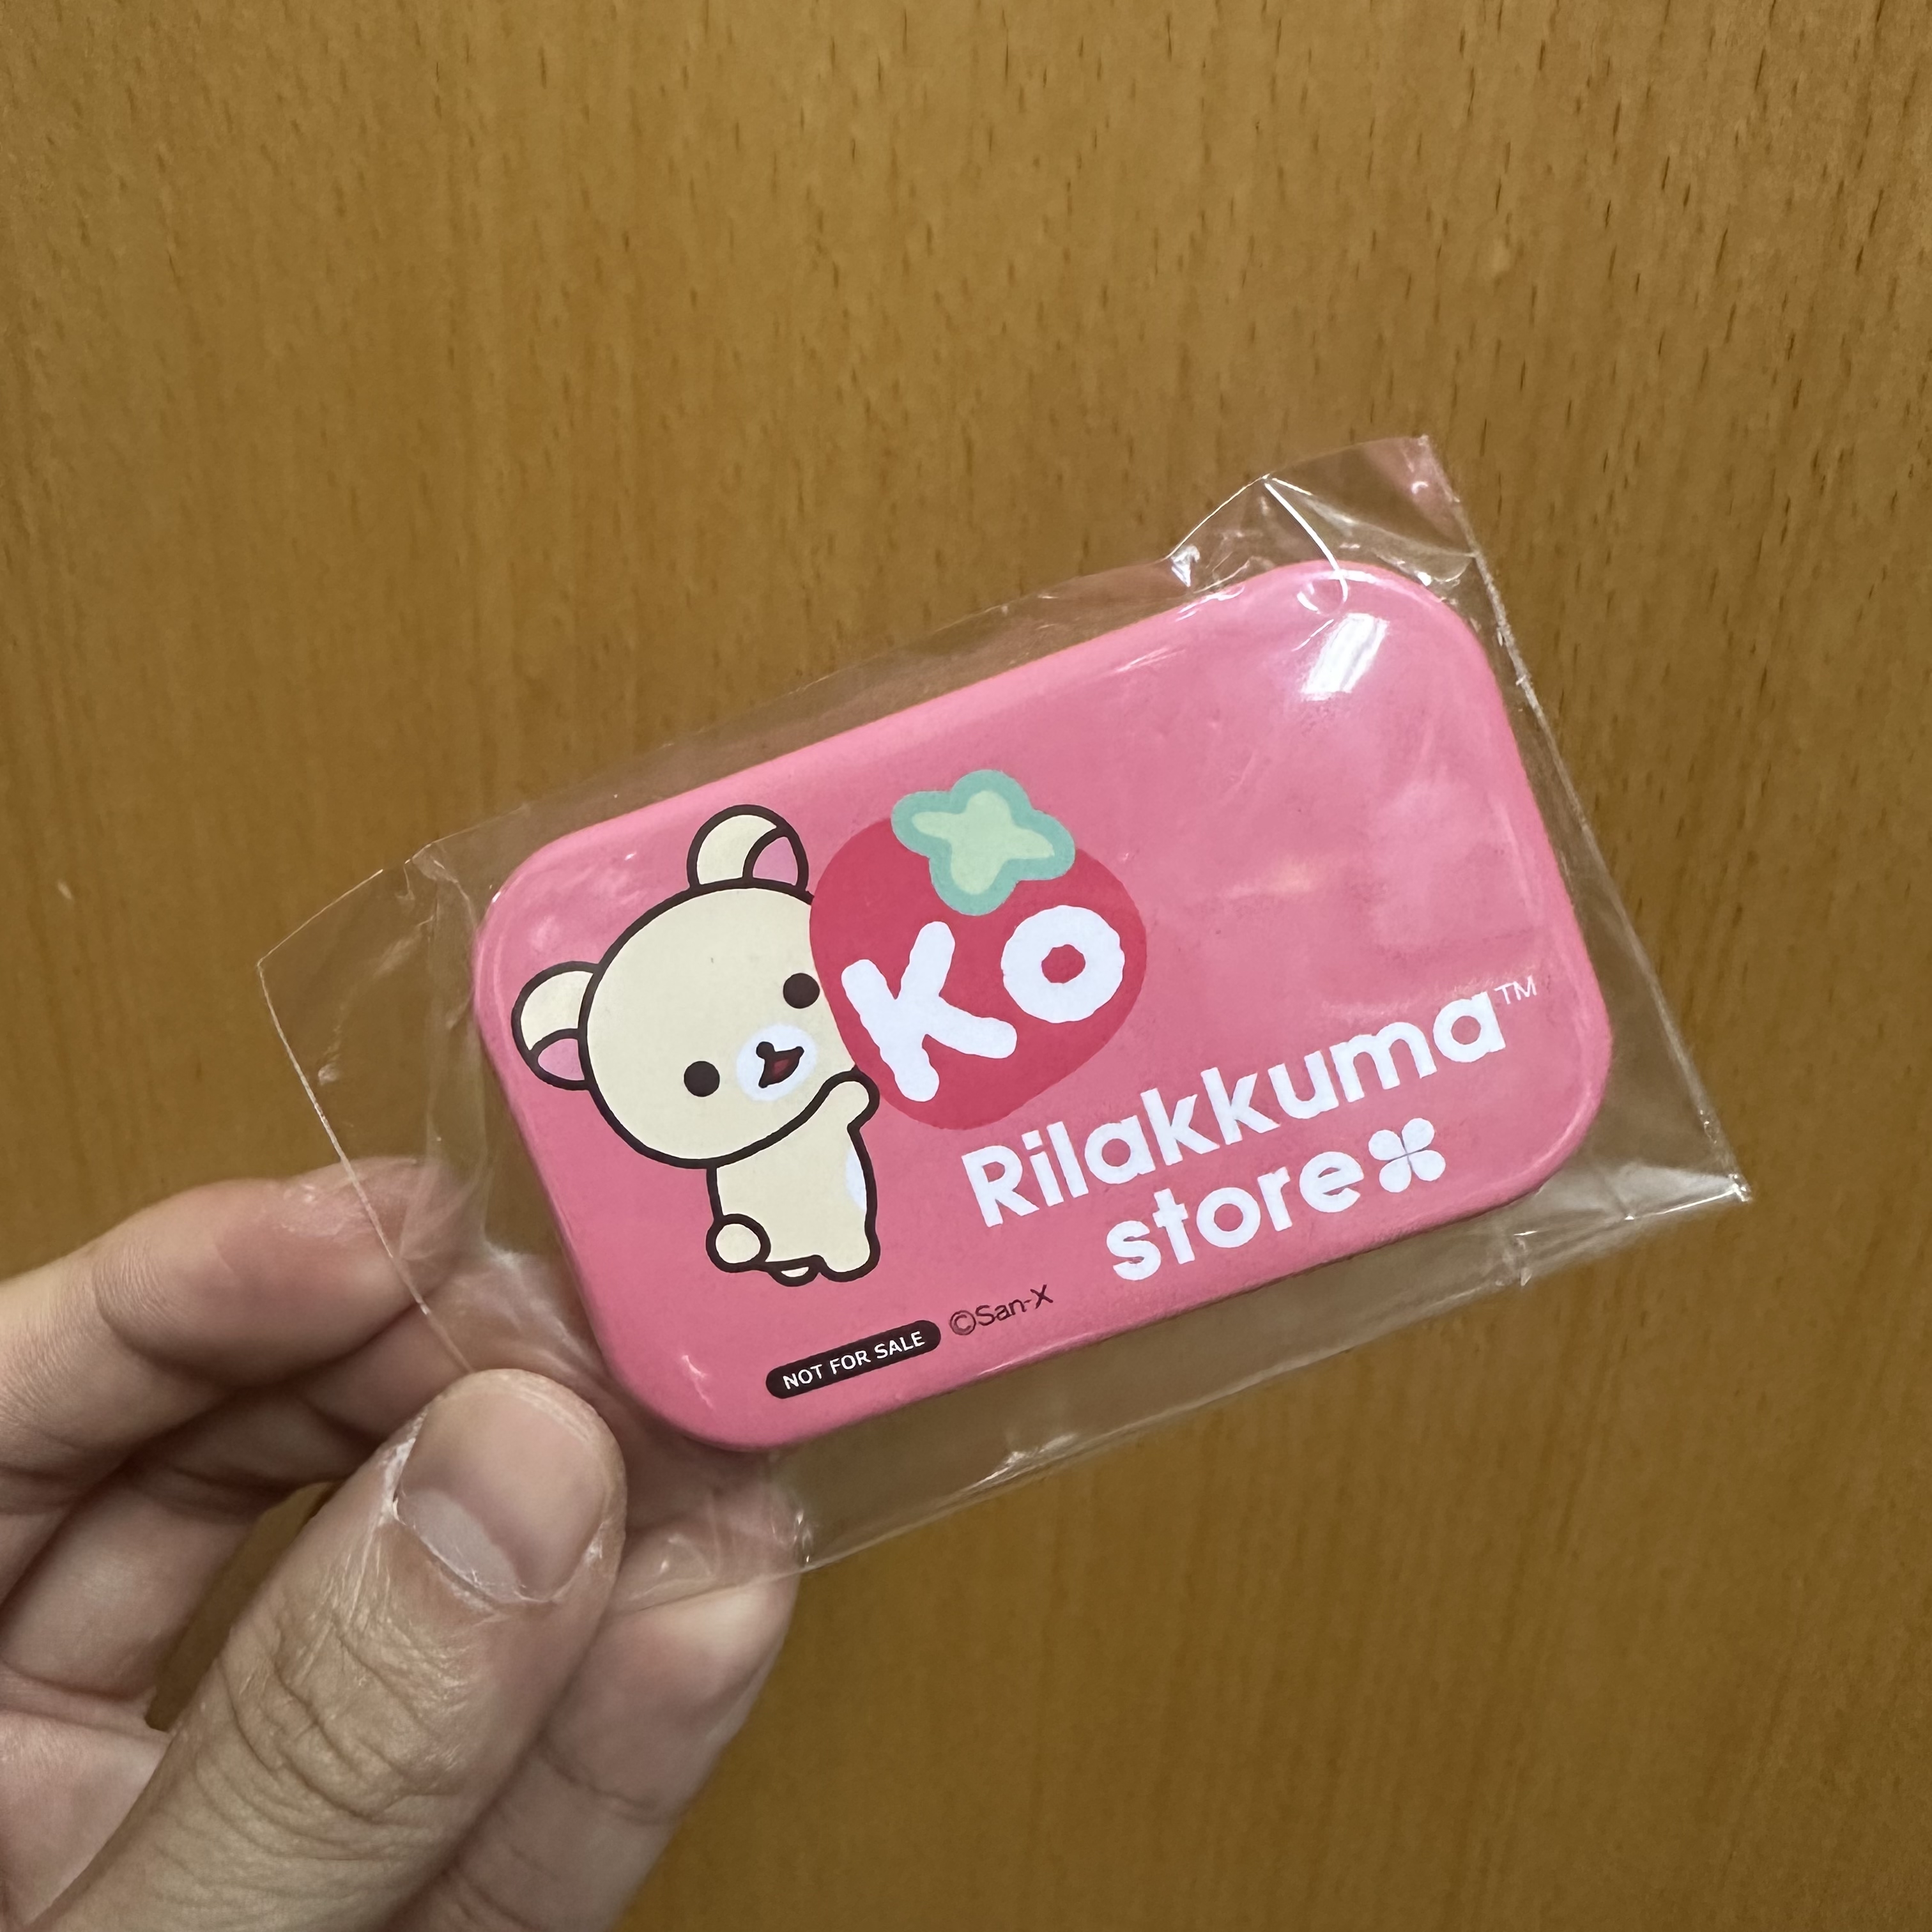 KO
Rilakkuma™
store
NOT FOR SALE ©San-X